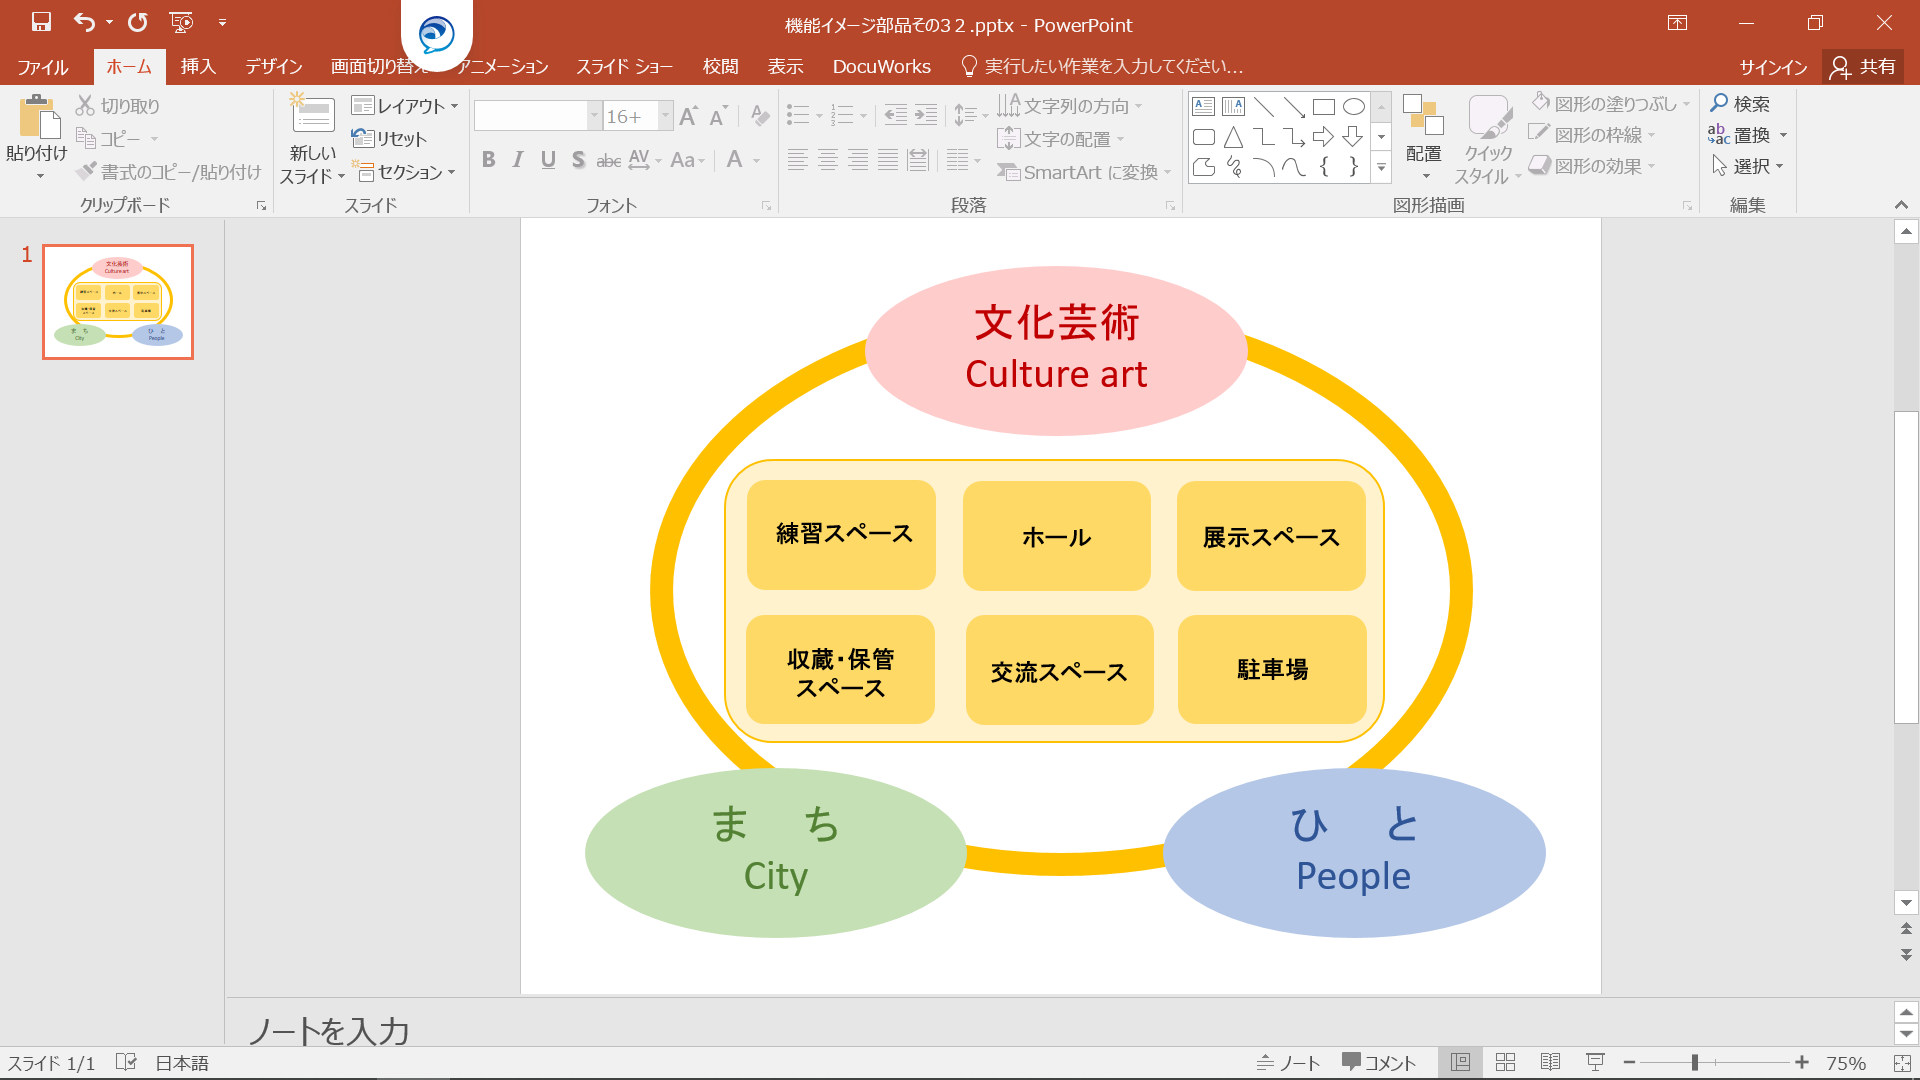 機能イメージ部品その3２.pptx - PowerPoint
ファイル ホーム 挿入 デザイン 画面切り替え アニメーション スライド ショー 校閲 表示 DocuWorks 実行したい作業を入力してください... サインイン 共有
貼り付け
切り取り
コピー
書式のコピー/貼り付け
クリップボード
新しい
スライド
レイアウト
リセット
セクション
スライド
16+
B I U S abc AV Aa A
フォント
文字列の方向
文字の配置
SmartArt に変換
段落
配置
クイック
スタイル
図形の塗りつぶし
図形の枠線
図形の効果
図形描画
検索
置換
選択
編集
1
文化芸術
Culture art
練習スペース
ホール
展示スペース
収蔵・保管
スペース
交流スペース
駐車場
ま ち
City
ひ と
People
ノートを入力
スライド 1/1 日本語 ノート コメント 75%